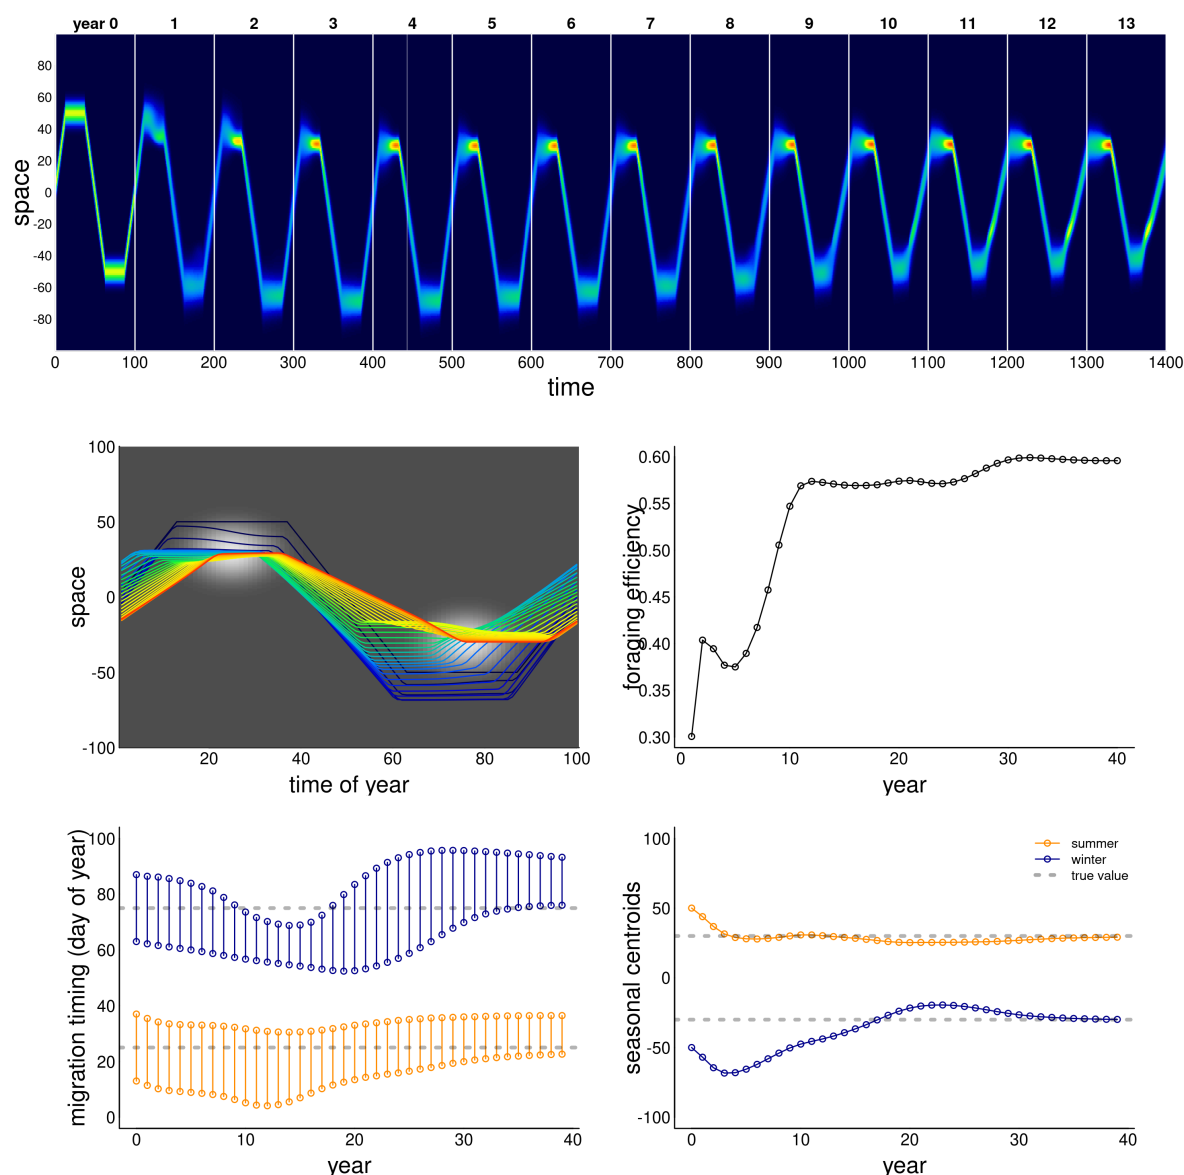 year 0 1 2 3 4 5 6 7 8 9 10 11 12 13
80
60
40
20
0
-20
-40
-60
-80
space
0 100 200 300 400 500 600 700 800 900 1000 1100 1200 1300 1400
time
100
50
0
-50
-100
space
20 40 60 80 100
time of year
0.60
0.55
0.50
0.45
0.40
0.35
0.30
foraging efficiency
0 10 20 30 40
year
100
80
60
40
20
0
migration timing (day of year)
0 10 20 30 40
year
100
50
0
-50
-100
seasonal centroids
summer
winter
true value
0 10 20 30 40
year